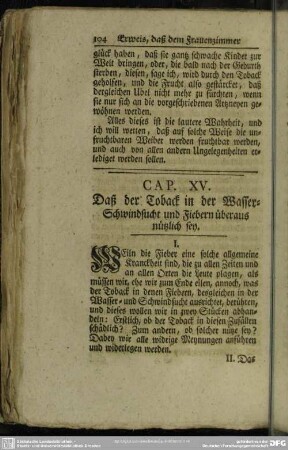 194 Erweis, daß dem Frauenzimmer
glück haben, daß sie gantz schwache Kinder zur
Welt bringen, oder, die bald nach der Geburth
sterben, diesen, sage ich, wird durch den Toback
geholfen, und die Frucht also gestärcket, daß
dergleichen Ubel nicht mehr zu fürchten, wenn
sie nur sich an die vorgeschriebenen Artzneyen ge-
wöhnen werden.
Alles dieses ist die lautere Wahrheit, und
ich will wetten, daß auf solche Weise die un-
fruchtbaren Weiber werden fruchtbar werden,
und auch von allen andern Ungelegenheiten er-
lediget werden sollen.
CAP. XV.
Daß der Toback in der Wasser-
Schwindsucht und Fiebern überaus
nützlich sey.
I.
WEiln die Fieber eine solche allgemeine
Kranckheit sind, die zu allen Zeiten und
an allen Orten die Leute plagen, als
müssen wir, ehe wir zum Ende eilen, annoch, was
der Toback in denen Fiebern, desgleichen in der
Wasser- und Schwindsucht ausrichtet, berühren,
und dieses wollen wir in zwey Stücken abhan-
deln: Erstlich, ob der Toback in diesen Zufällen
schädlich? Zum andern, ob solcher nütze sey?
Dabey wir alle widrige Meynungen anführen
und widerlegen werden.
II. Das
DFG